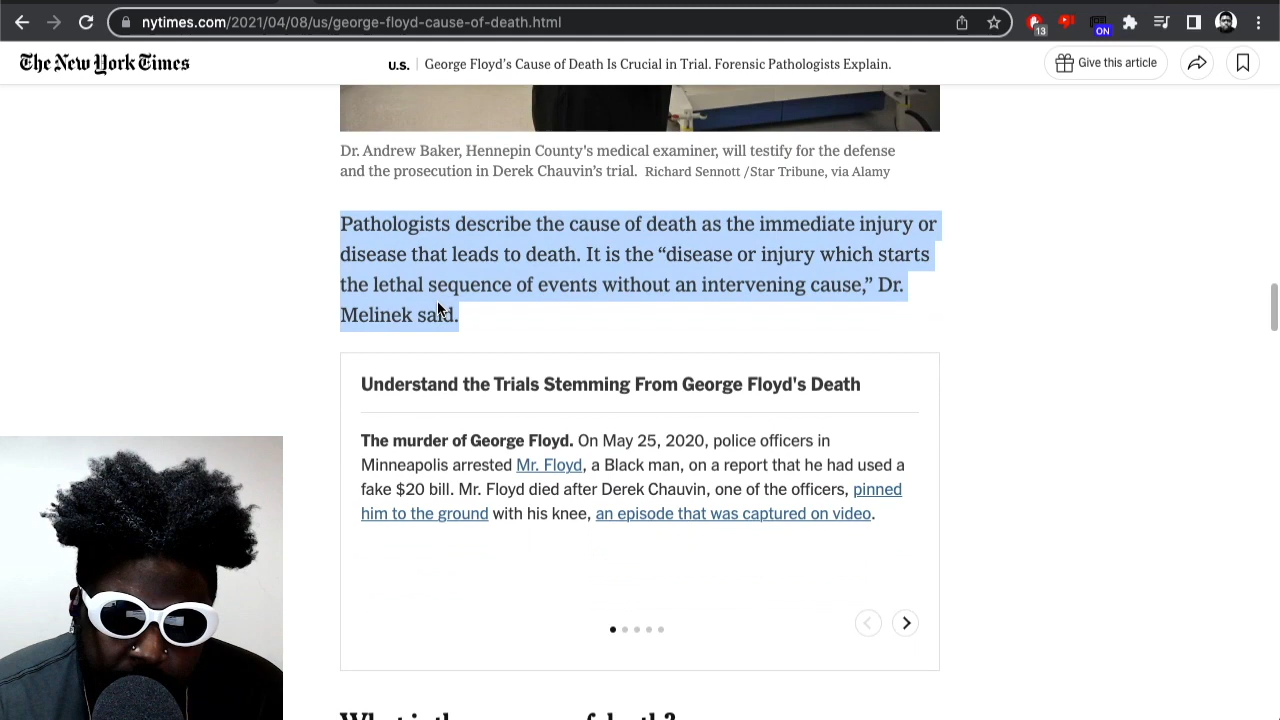 nytimes.com/2021/04/08/us/george-floyd-cause-of-death.html
13
ON
The New York Times
U.S. George Floyd's Cause of Death Is Crucial in Trial. Forensic Pathologists Explain.
Give this article
Dr. Andrew Baker, Hennepin County's medical examiner, will testify for the defense
and the prosecution in Derek Chauvin's trial. Richard Sennott /Star Tribune, via Alamy
Pathologists describe the cause of death as the immediate injury or
disease that leads to death. It is the “disease or injury which starts
the lethal sequence of events without an intervening cause,” Dr.
Melinek said.
Understand the Trials Stemming From George Floyd's Death
The murder of George Floyd. On May 25, 2020, police officers in
Minneapolis arrested Mr. Floyd, a Black man, on a report that he had used a
fake $20 bill. Mr. Floyd died after Derek Chauvin, one of the officers, pinned
him to the ground with his knee, an episode that was captured on video.